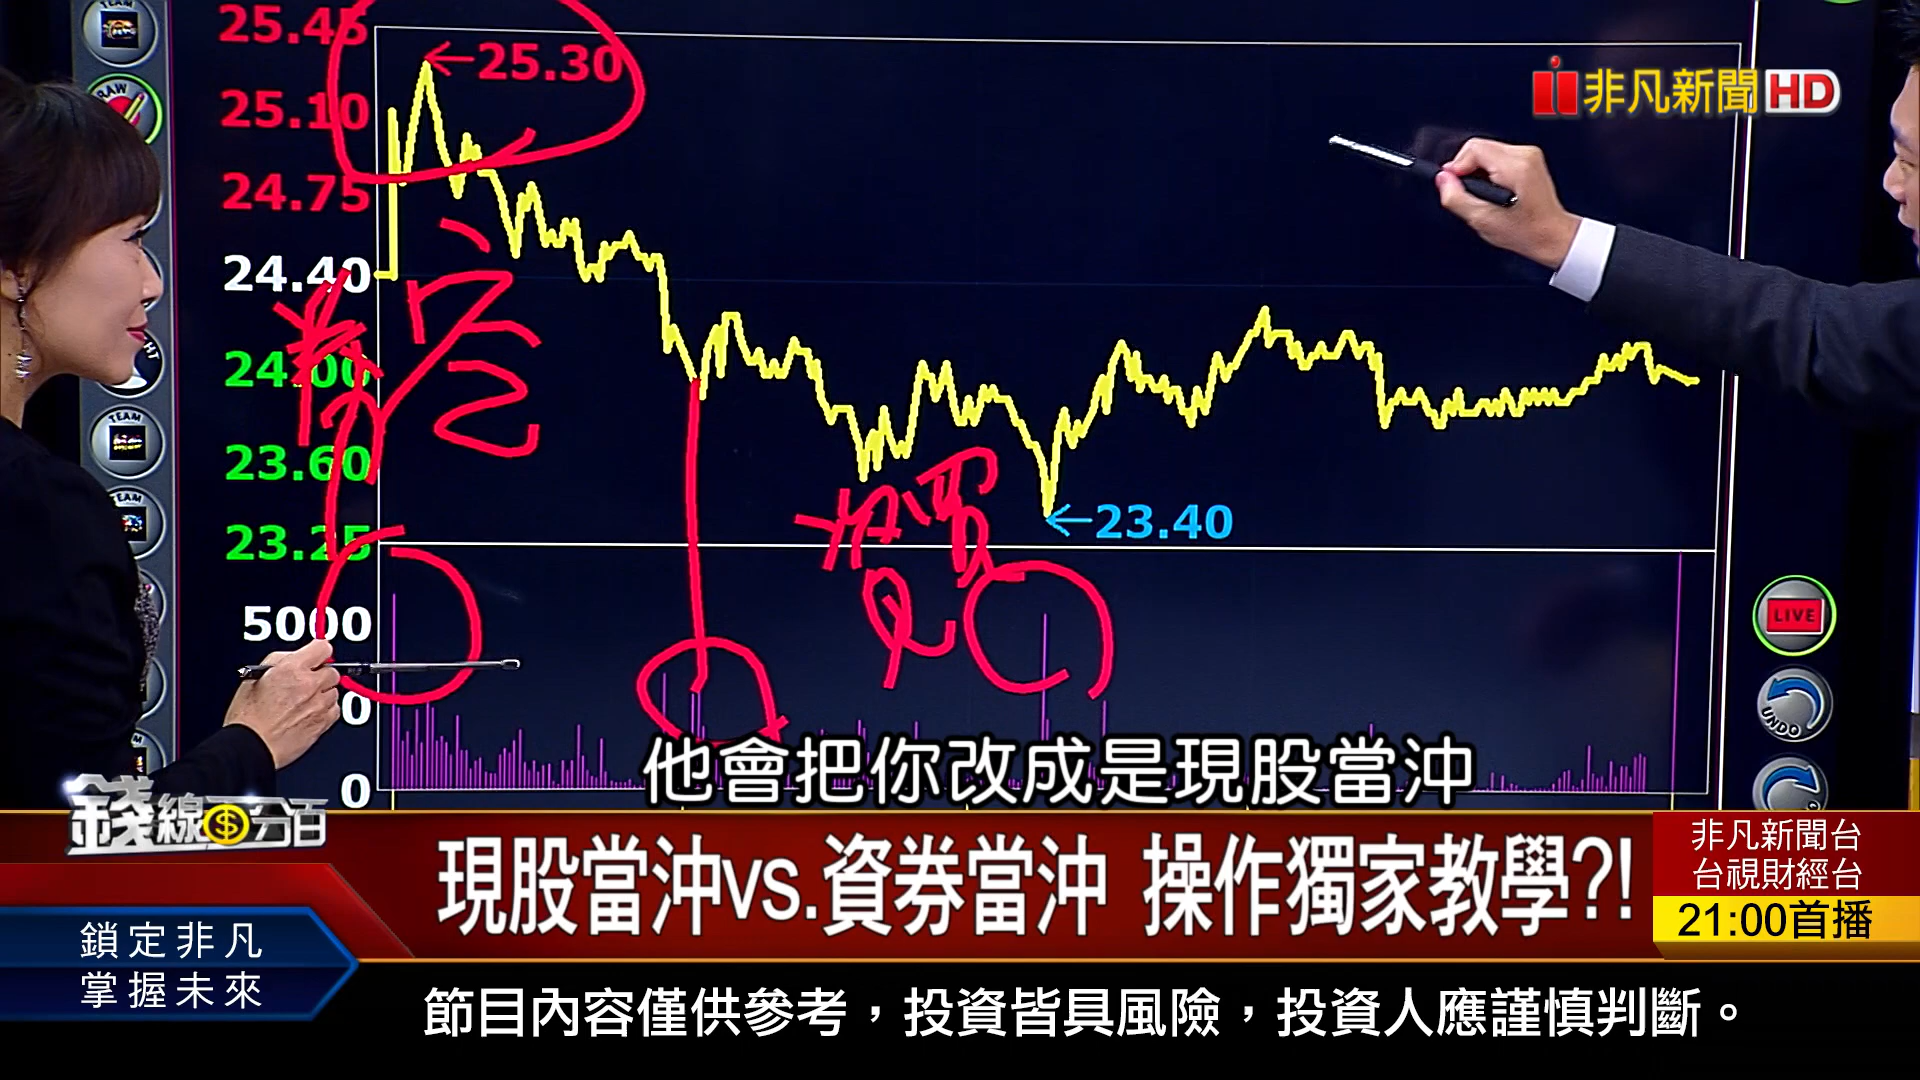 TEAM
25.45
←25.30
非凡新聞HD
DRAW
25.10
24.75
24.40
24.00
TEAM
23.60
TEAM
←23.40
23.25
5000
LIVE
UNDO
0
他會把你改成是現股當沖
錢線百分百
現股當沖vs.資券當沖 操作獨家教學?!
非凡新聞台
台視財經台
21:00首播
鎖定非凡
掌握未來
節目內容僅供參考，投資皆具風險，投資人應謹慎判斷。